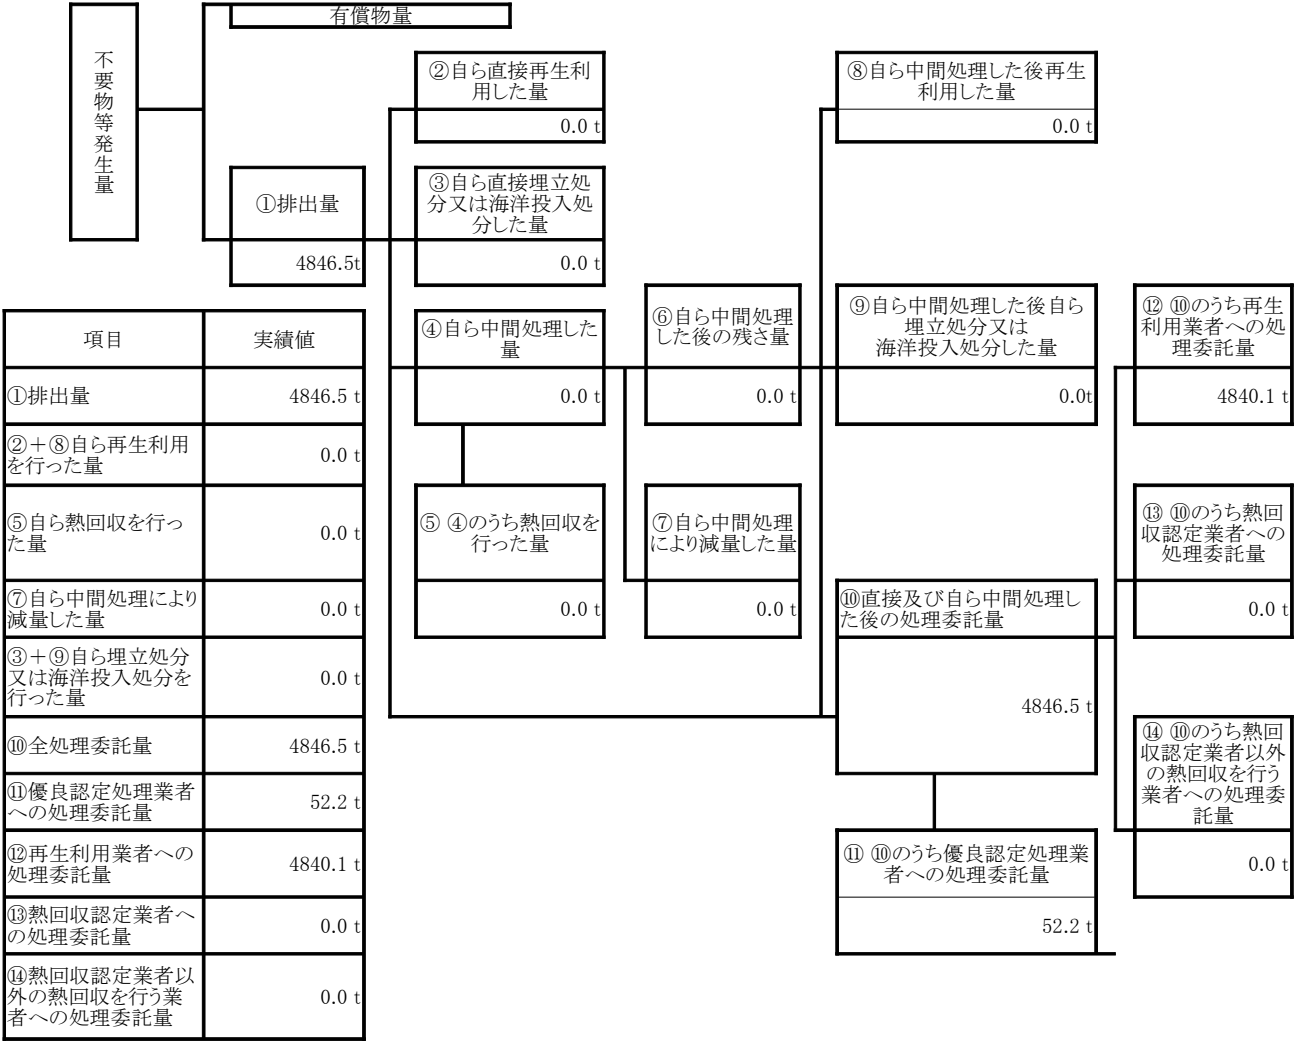 有償物量
不要物等発生量
②自ら直接再生利
用した量
0.0 t
⑧自ら中間処理した後再生
利用した量
0.0 t
①排出量
4846.5t
③自ら直接埋立処
分又は海洋投入処
分した量
0.0 t
④自ら中間処理した
量
0.0 t
⑥自ら中間処理
した後の残さ量
0.0 t
⑨自ら中間処理した後自ら
埋立処分又は
海洋投入処分した量
0.0t
⑫ ⑩のうち再生
利用業者への処
理委託量
4840.1 t
⑤ ④のうち熱回収を
行った量
0.0 t
⑦自ら中間処理
により減量した量
0.0 t
⑬ ⑩のうち熱回
収認定業者への
処理委託量
0.0 t
⑩直接及び自ら中間処理し
た後の処理委託量
4846.5 t
⑭ ⑩のうち熱回
収認定業者以外
の熱回収を行う
業者への処理委
託量
0.0 t
⑪ ⑩のうち優良認定処理業
者への処理委託量
52.2 t
項目 実績値
①排出量 4846.5 t
②＋⑧自ら再生利用
を行った量
0.0 t
⑤自ら熱回収を行っ
た量
0.0 t
⑦自ら中間処理により
減量した量
0.0 t
③＋⑨自ら埋立処分
又は海洋投入処分を
行った量
0.0 t
⑩全処理委託量 4846.5 t
⑪優良認定処理業者
への処理委託量
52.2 t
⑫再生利用業者への
処理委託量
4840.1 t
⑬熱回収認定業者へ
の処理委託量
0.0 t
⑭熱回収認定業者以
外の熱回収を行う業
者への処理委託量
0.0 t